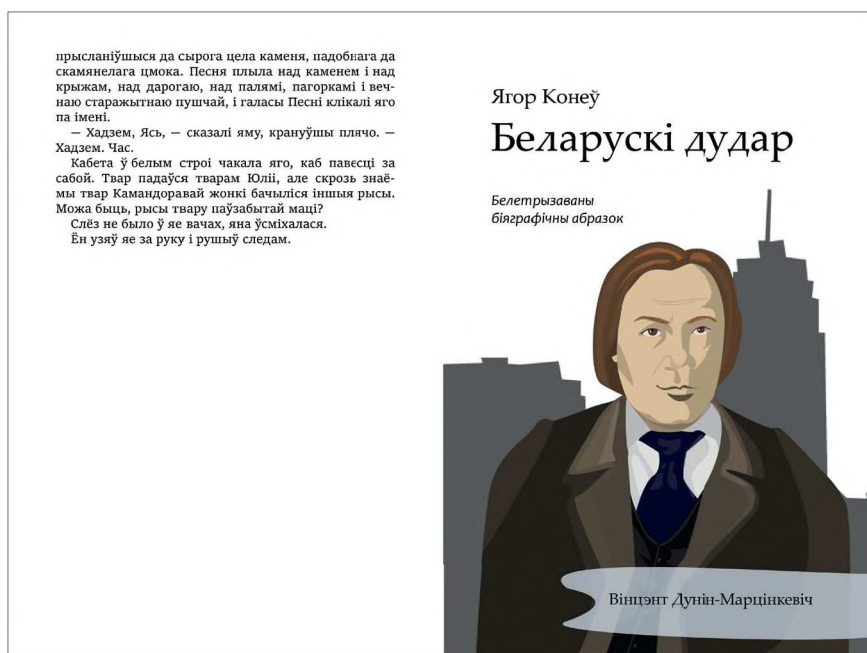 прысланіўшыся да сырога цела каменя, падобнага да
скамянелага цмока. Песня плыла над каменем і над
крыжам, над дарогаю, над палямі, пагоркамі і веч-
наю старажытнаю пушчай, і галасы Песні клікалі яго
па імені.
— Хадзем, Ясь, — сказалі яму, крануўшы плячо. —
Хадзем. Час.
Кабета ў белым строі чакала яго, каб павесці за
сабой. Твар падаўся тварам Юліі, але скрозь знаё-
мы твар Камандоравай жонкі бачыліся іншыя рысы.
Можа быць, рысы твару паўзабытай маці?
Слёз не было ў яе вачах, яна ўсміхалася.
Ён узяў яе за руку і рушыў следам.
Ягор Конеў
Беларускі дудар
Белетрызаваны
біяграфічны абразок
Вінцэнт Дунін-Марцінкевіч